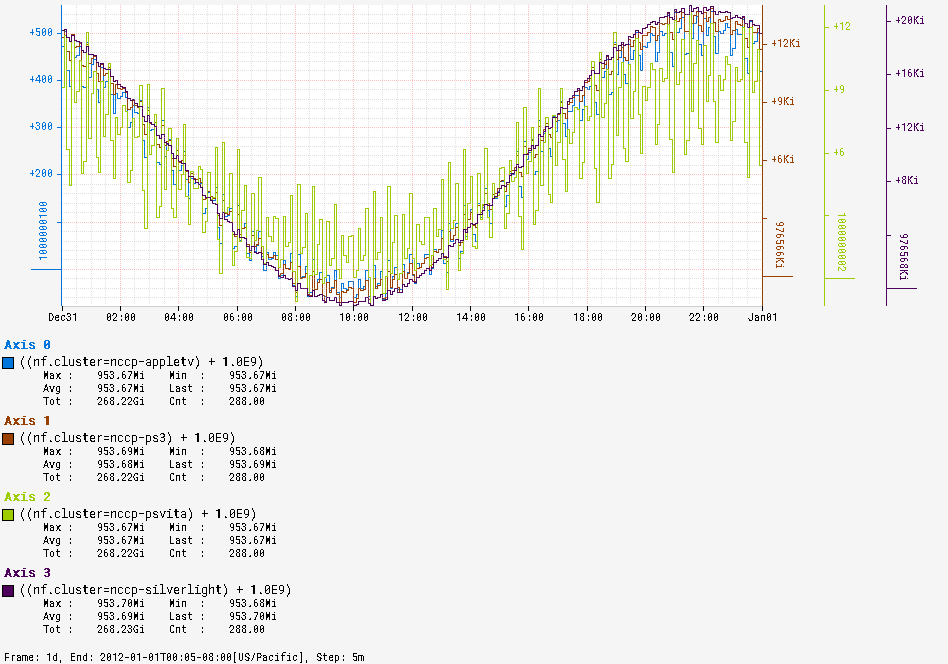 +500
+400
+300
+200
1000000100
+12Ki
+9Ki
+6Ki
976566Ki
+12
+9
+6
1000000002
+20Ki
+16Ki
+12Ki
+8Ki
976568Ki
Dec31 02:00 04:00 06:00 08:00 10:00 12:00 14:00 16:00 18:00 20:00 22:00 Jan01
Axis 0
((nf.cluster=nccp-appletv) + 1.0E9)
Max : 953.67Mi Min : 953.67Mi
Avg : 953.67Mi Last : 953.67Mi
Tot : 268.22Gi Cnt : 288.00
Axis 1
((nf.cluster=nccp-ps3) + 1.0E9)
Max : 953.69Mi Min : 953.68Mi
Avg : 953.68Mi Last : 953.69Mi
Tot : 268.22Gi Cnt : 288.00
Axis 2
((nf.cluster=nccp-psvita) + 1.0E9)
Max : 953.67Mi Min : 953.67Mi
Avg : 953.67Mi Last : 953.67Mi
Tot : 268.22Gi Cnt : 288.00
Axis 3
((nf.cluster=nccp-silverlight) + 1.0E9)
Max : 953.70Mi Min : 953.68Mi
Avg : 953.69Mi Last : 953.70Mi
Tot : 268.23Gi Cnt : 288.00
Frame: 1d, End: 2012-01-01T00:05-08:00[US/Pacific], Step: 5m